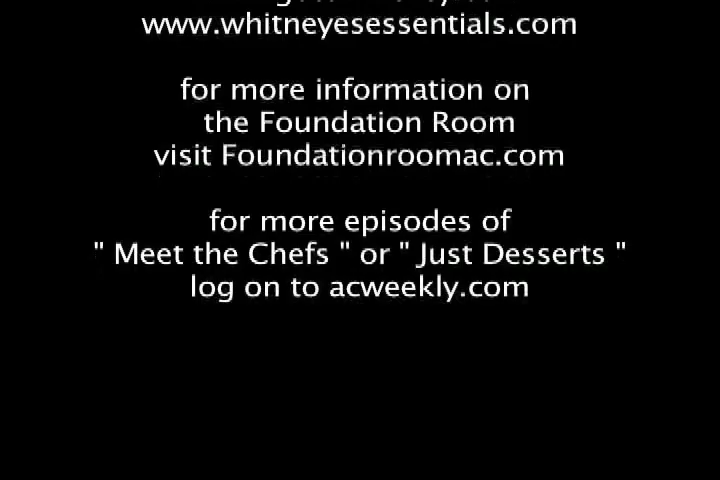 www.whitneyesessentials.com
for more information on
the Foundation Room
visit Foundationroomac.com
for more episodes of
" Meet the Chefs " or " Just Desserts "
log on to acweekly.com